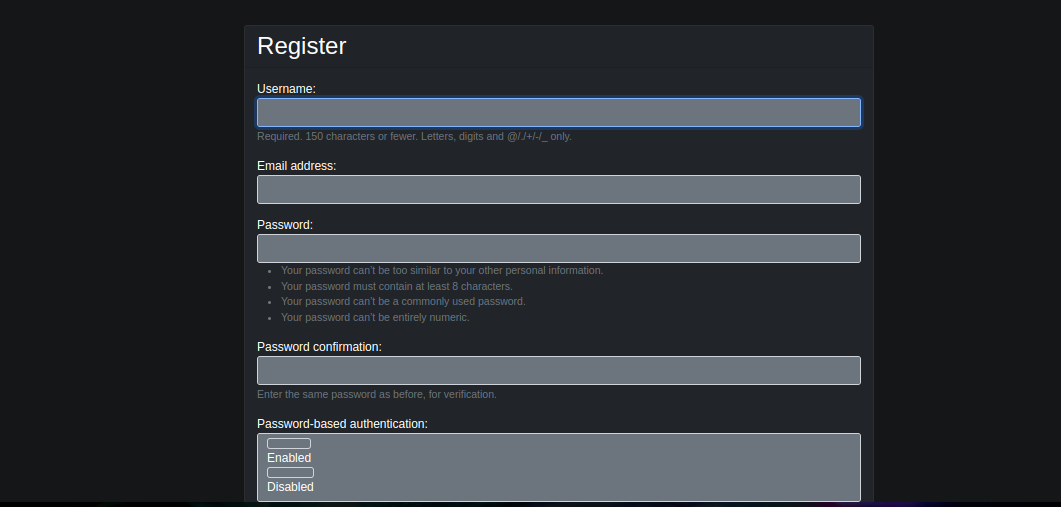 Register
Username:
Required. 150 characters or fewer. Letters, digits and @/./+/-/_ only.
Email address:
Password:
Your password can't be too similar to your other personal information.
Your password must contain at least 8 characters.
Your password can't be a commonly used password.
Your password can't be entirely numeric.
Password confirmation:
Enter the same password as before, for verification.
Password-based authentication:
Enabled
Disabled